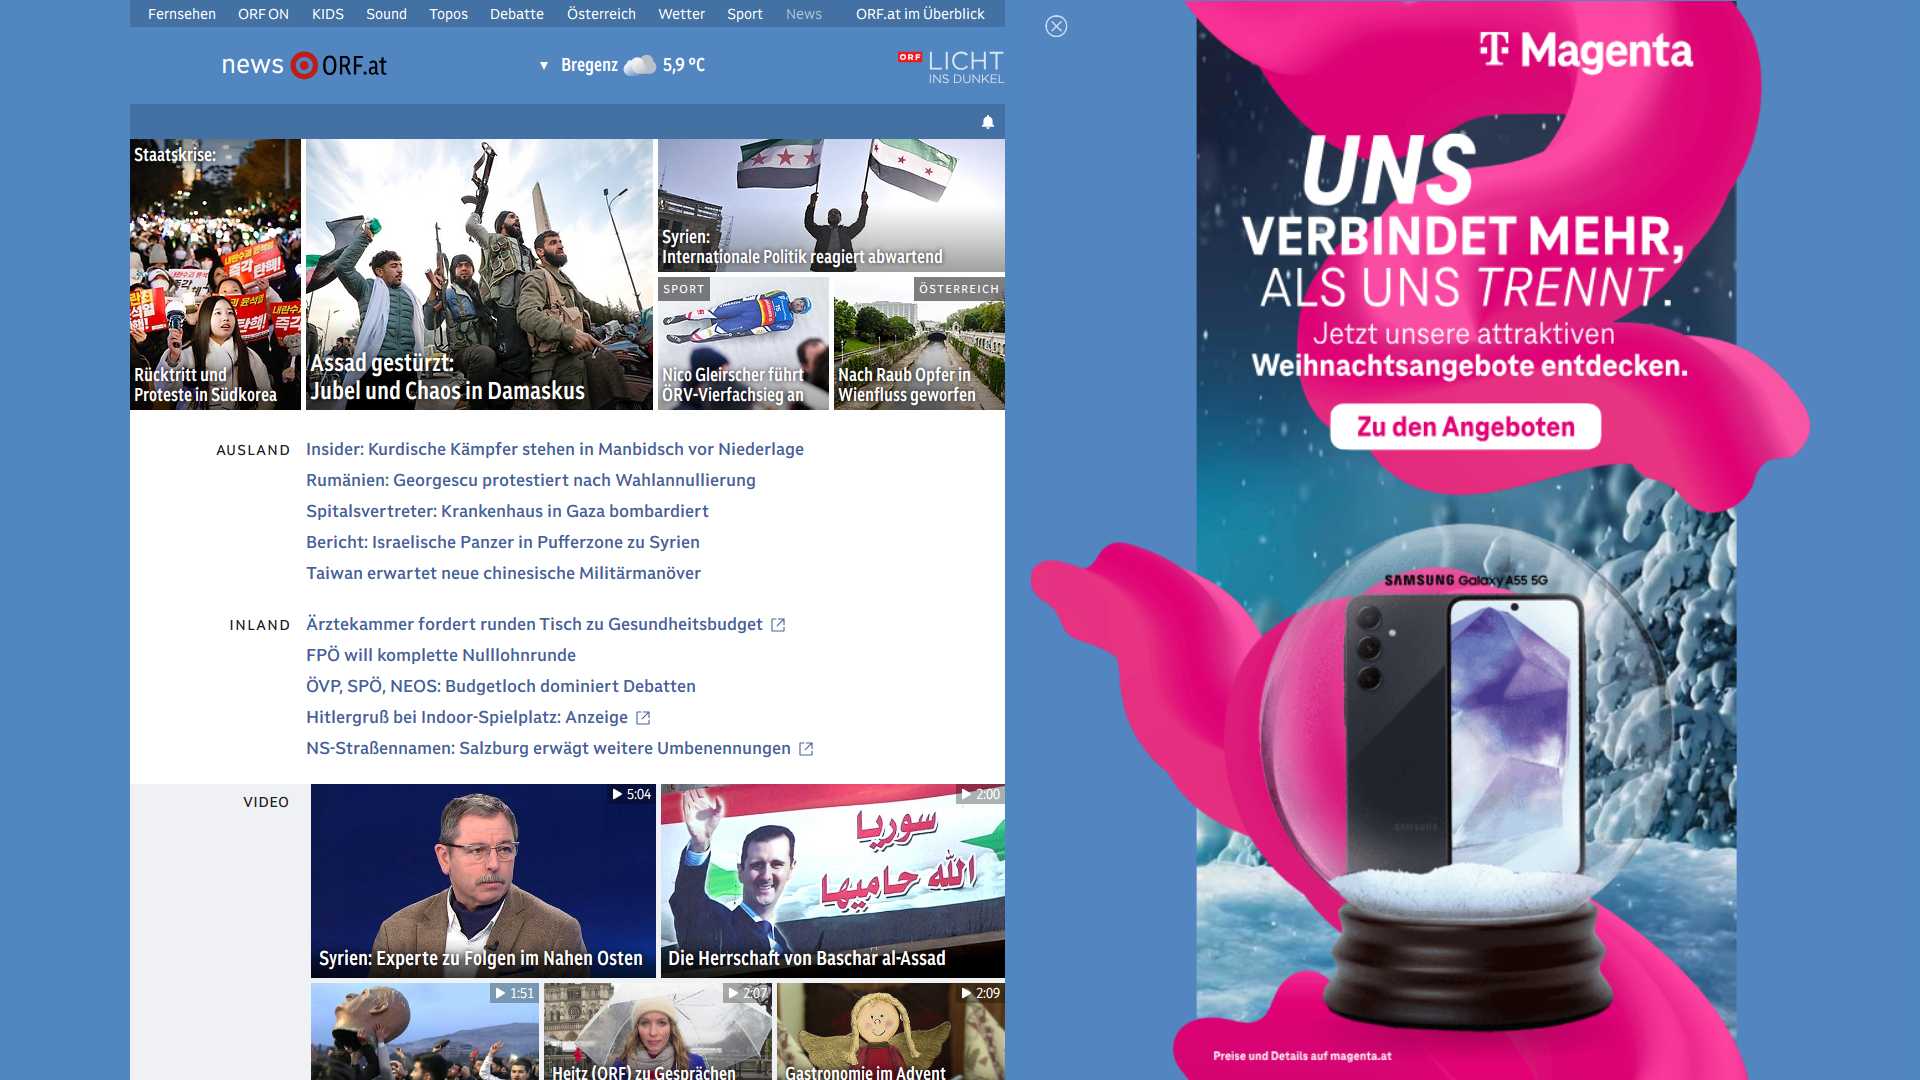 Fernsehen ORF ON KIDS Sound Topos Debatte Österreich Wetter Sport News ORF.at im Überblick
news ORF.at
Bregenz 5,9 °C
ORF LICHT
INS DUNKEL
Staatskrise:
Rücktritt und
Proteste in Südkorea
Assad gestürzt:
Jubel und Chaos in Damaskus
Syrien:
Internationale Politik reagiert abwartend
SPORT
Nico Gleirscher führt
ÖRV-Vierfachsieg an
ÖSTERREICH
Nach Raub Opfer in
Wienfluss geworfen
AUSLAND
Insider: Kurdische Kämpfer stehen in Manbidsch vor Niederlage
Rumänien: Georgescu protestiert nach Wahlannullierung
Spitalsvertreter: Krankenhaus in Gaza bombardiert
Bericht: Israelische Panzer in Pufferzone zu Syrien
Taiwan erwartet neue chinesische Militärmanöver
INLAND
Ärztekammer fordert runden Tisch zu Gesundheitsbudget
FPÖ will komplette Nulllohnrunde
ÖVP, SPÖ, NEOS: Budgetloch dominiert Debatten
Hitlergruß bei Indoor-Spielplatz: Anzeige
NS-Straßennamen: Salzburg erwägt weitere Umbenennungen
VIDEO
5:04
Syrien: Experte zu Folgen im Nahen Osten
2:00
سوريا
الله حاميها
Die Herrschaft von Baschar al-Assad
1:51
2:07
Heitz (ORF) zu Gesprächen
2:09
Gastronomie im Advent
T Magenta
UNS
VERBINDET MEHR,
ALS UNS TRENNT.
Jetzt unsere attraktiven
Weihnachtsangebote entdecken.
Zu den Angeboten
SAMSUNG Galaxy A55 5G
SAMSUNG
Preise und Details auf magenta.at